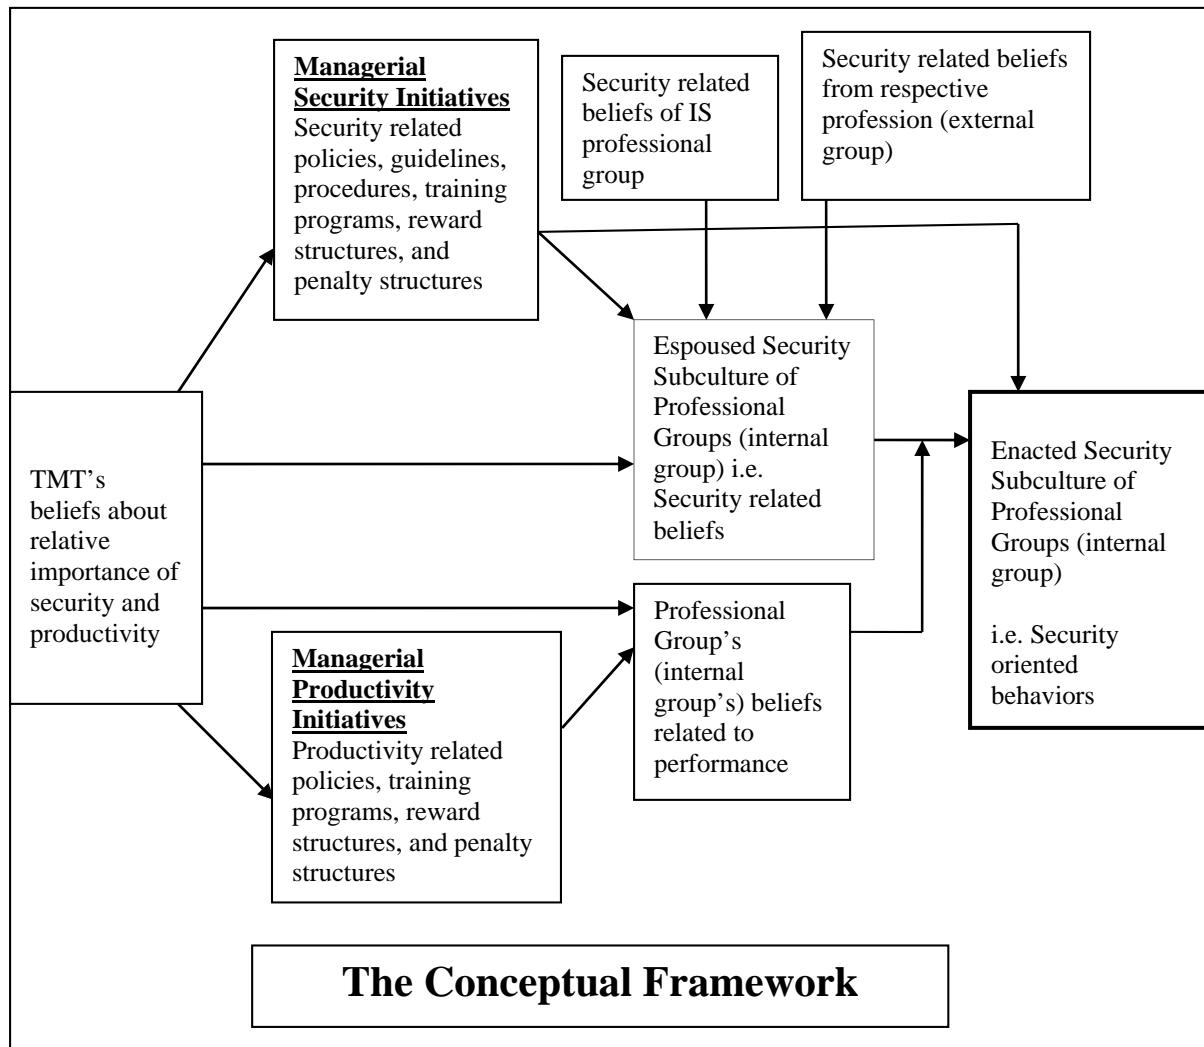 Managerial
Security Initiatives
Security related
policies, guidelines,
procedures, training
programs, reward
structures, and
penalty structures
Security related
beliefs of IS
professional
group
Security related beliefs
from respective
profession (external
group)
Espoused Security
Subculture of
Professional
Groups (internal
group) i.e.
Security related
beliefs
Enacted Security
Subculture of
Professional
Groups (internal
group)
i.e. Security
oriented
behaviors
TMT’s
beliefs about
relative
importance of
security and
productivity
Managerial
Productivity
Initiatives
Productivity related
policies, training
programs, reward
structures, and penalty
structures
Professional
Group’s
(internal
group’s) beliefs
related to
performance
The Conceptual Framework